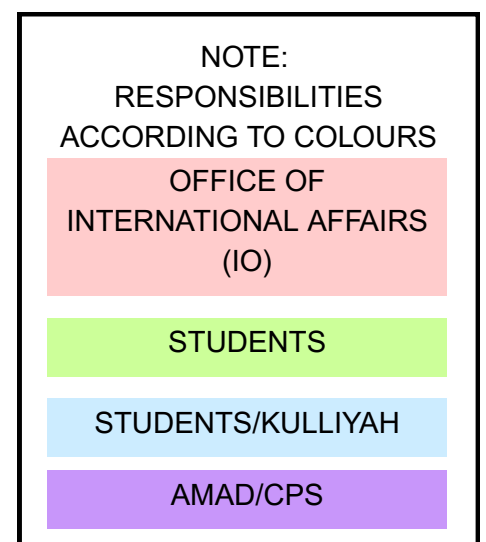 NOTE:
RESPONSIBILITIES
ACCORDING TO COLOURS
OFFICE OF
INTERNATIONAL AFFAIRS
(IO)
STUDENTS
STUDENTS/KULLIYAH
AMAD/CPS